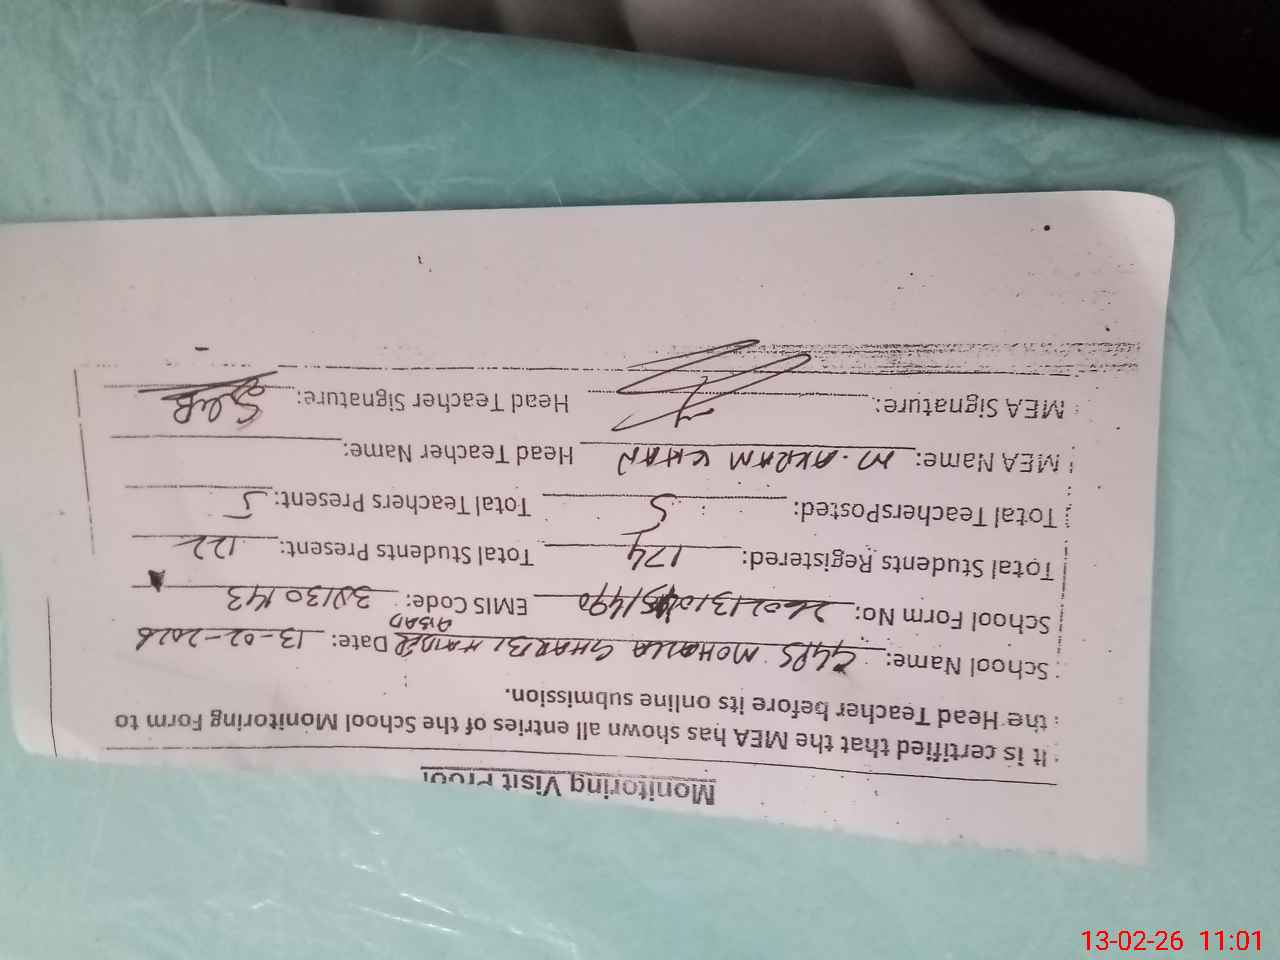 Monitoring Visit Proof
It is certified that the MEA has shown all entries of the School Monitoring Form to
the Head Teacher before its online submission.
School Name: GGPS MOHALLA GHARBI HAIDER ABAD Date: 13-02-2026
School Form No: EMIS Code: 38130143
Total Students Registered: 174 Total Students Present: 122
Total TeachersPosted: 5 Total Teachers Present: 5
MEA Name: M. AKRAM KHAN Head Teacher Name:
MEA Signature: Head Teacher Signature:
13-02-26 11:01